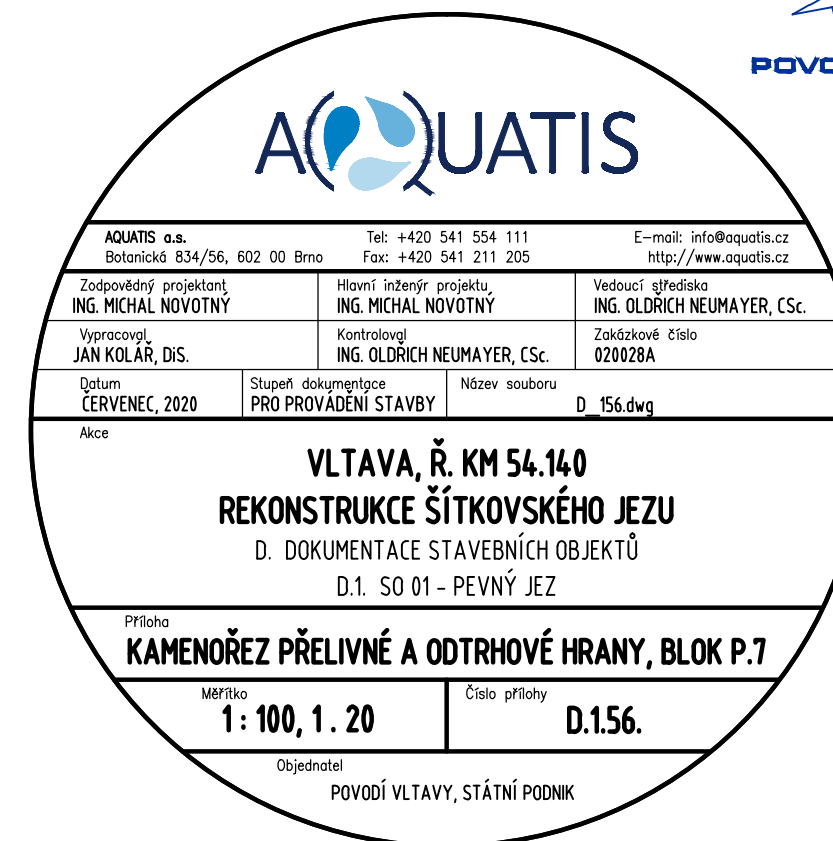 POVO
AQUATIS
AQUATIS a.s. Tel: +420 541 554 111 E-mail: info@aquatis.cz
Botanická 834/56, 602 00 Brno Fax: +420 541 211 205 http://www.aquatis.cz
Zodpovědný projektant Hlavní inženýr projektu Vedoucí střediska
ING. MICHAL NOVOTNÝ ING. MICHAL NOVOTNÝ ING. OLDŘICH NEUMAYER, CSc.
Vypracoval Kontroloval Zakázkové číslo
JAN KOLÁŘ, DiS. ING. OLDŘICH NEUMAYER, CSc. 020028A
Datum Stupeň dokumentace Název souboru
ČERVENEC, 2020 PRO PROVÁDĚNÍ STAVBY D_156.dwg
Akce
VLTAVA, Ř. KM 54.140
REKONSTRUKCE ŠÍTKOVSKÉHO JEZU
D. DOKUMENTACE STAVEBNÍCH OBJEKTŮ
D.1. SO 01 - PEVNÝ JEZ
Příloha
KAMENOŘEZ PŘELIVNÉ A ODTRHOVÉ HRANY, BLOK P.7
Měřítko Číslo přílohy
1 : 100, 1 . 20 D.1.56.
Objednatel
POVODÍ VLTAVY, STÁTNÍ PODNIK